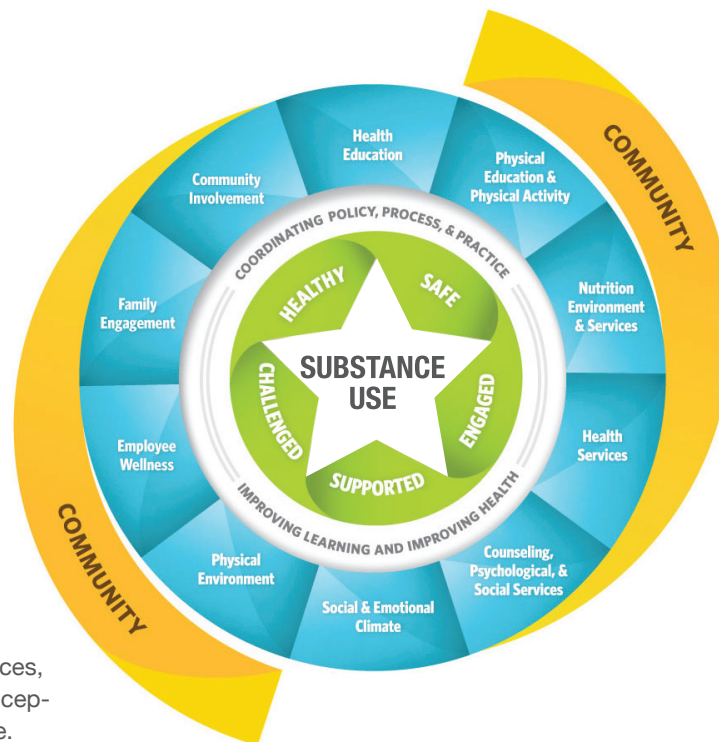 COMMUNITY
Health
Education
Physical
Education &
Physical Activity
Nutrition
Environment
& Services
Health
Services
Counseling,
Psychological, &
Social Services
Social & Emotional
Climate
Physical
Environment
Employee
Wellness
Family
Engagement
Community
Involvement
COORDINATING POLICY, PROCESS, & PRACTICE
IMPROVING LEARNING AND IMPROVING HEALTH
HEALTHY
SAFE
ENGAGED
SUPPORTED
CHALLENGED
SUBSTANCE
USE
COMMUNITY
ces,
cep-
e.